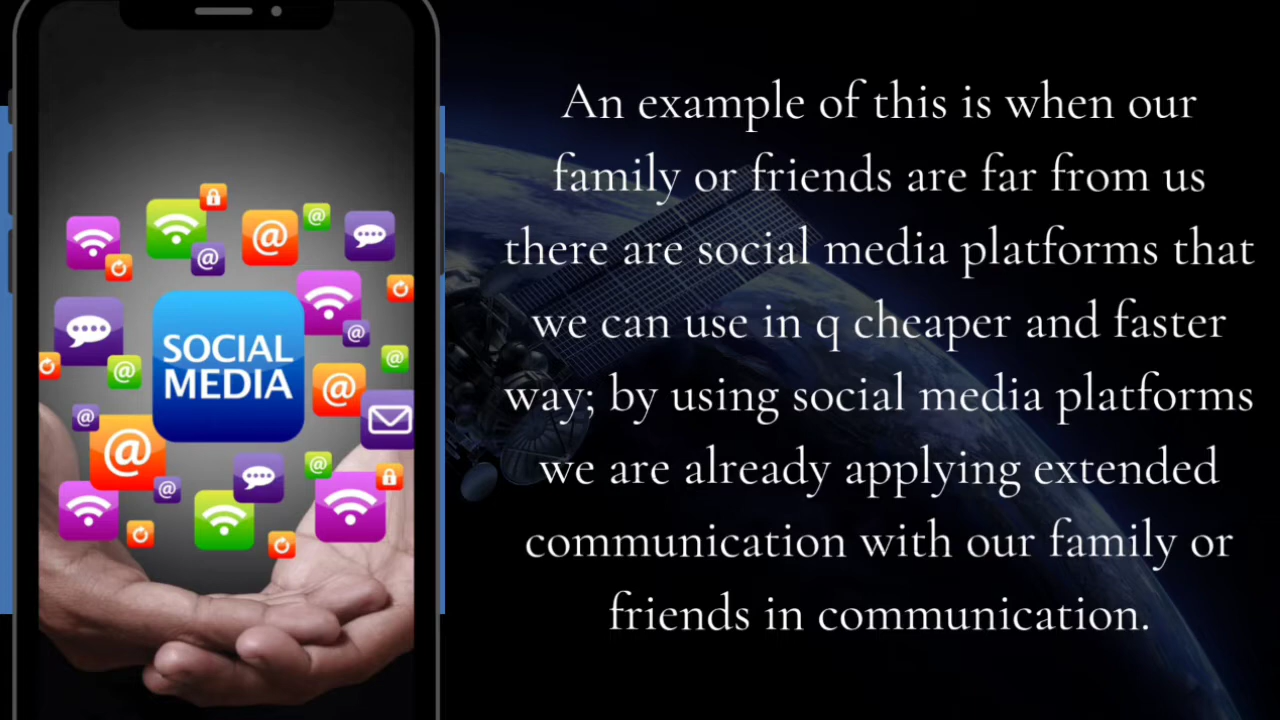 SOCIAL
MEDIA
An example of this is when our
family or friends are far from us
there are social media platforms that
we can use in q cheaper and faster
way; by using social media platforms
we are already applying extended
communication with our family or
friends in communication.